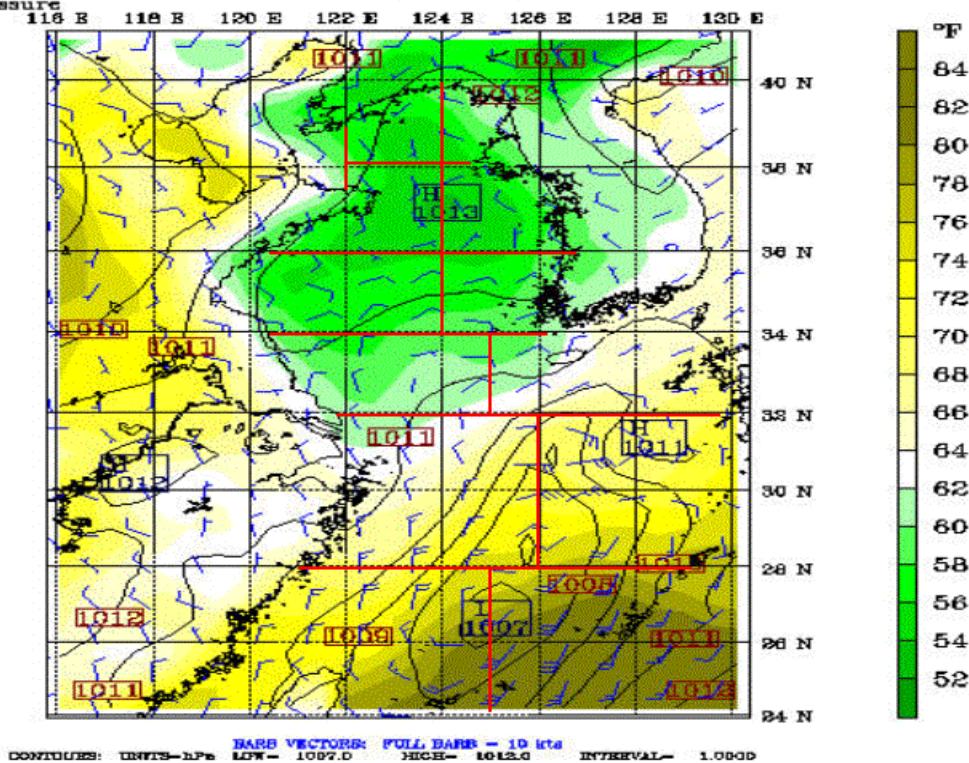 ssure
116 E 118 E 120 E 122 E 124 E 126 E 128 E 130 E
°F
1011 1011
1010
40 N
84
1012
82
80
38 N
78
H
1013
76
36 N
74
72
1010
34 N
70
1011
68
32 N
66
1011
H
1011
64
H
1012
30 N
62
60
28 N
58
1008
1012
1009
L
1007
1011
26 N
56
54
1011
52
24 N
BARB VECTORS: FULL BARB = 10 kts
CONTOURS: UNITS=hPa LOW= 1007.0 HIGH= 1012.0 INTERVAL= 1.0000